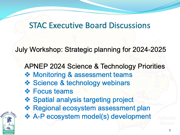 STAC Executive Board Discussions
July Workshop: Strategic planning for 2024-2025
APNEP 2024 Science & Technology Priorities
❖ Monitoring & assessment teams
❖ Science & technology webinars
❖ Focus teams
❖ Spatial analysis targeting project
❖ Regional ecosystem assessment plan
❖ A-P ecosystem model(s) development